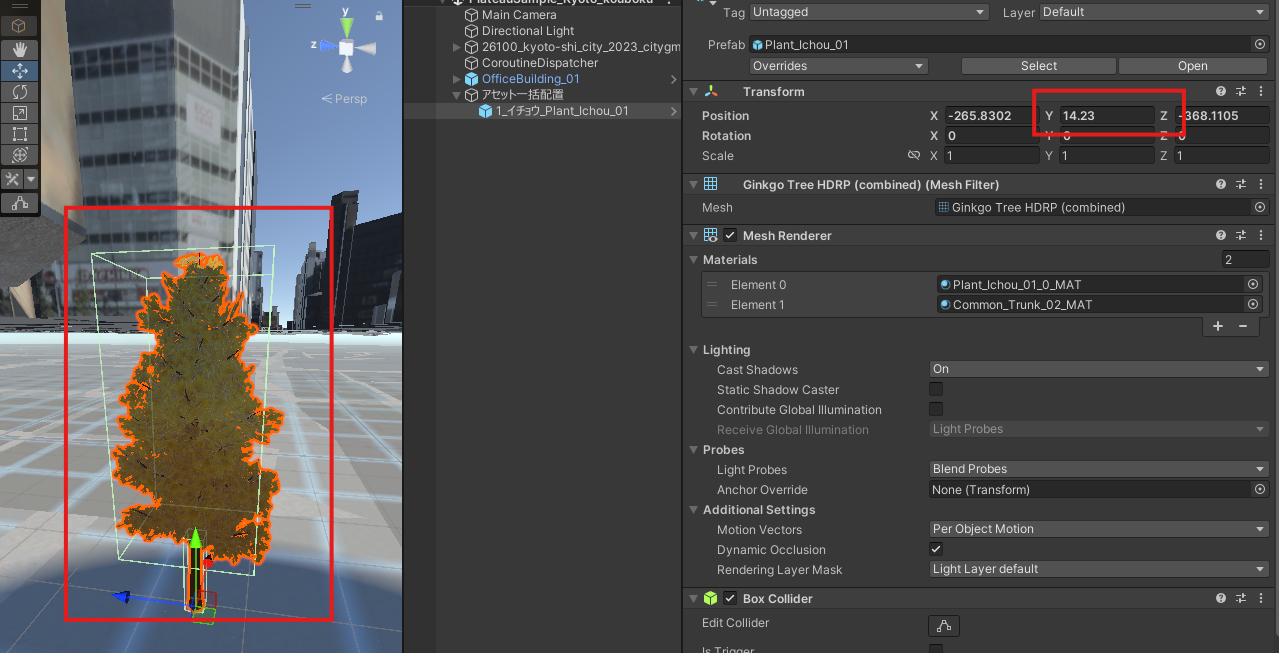 y
z
Persp
PlateauSample_Kyoto_kouboku
Main Camera
Directional Light
26100_kyoto-shi_city_2023_citygm
CoroutineDispatcher
OfficeBuilding_01
アセット一括配置
1_イチョウ_Plant_Ichou_01
Tag Untagged Layer Default
Prefab Plant_Ichou_01
Overrides Select Open
Transform
Position X -265.8302 Y 14.23 Z -368.1105
Rotation X 0 Y 0 Z 0
Scale X 1 Y 1 Z 1
Ginkgo Tree HDRP (combined) (Mesh Filter)
Mesh Ginkgo Tree HDRP (combined)
Mesh Renderer
Materials 2
Element 0 Plant_Ichou_01_0_MAT
Element 1 Common_Trunk_02_MAT
Lighting
Cast Shadows On
Static Shadow Caster
Contribute Global Illumination
Receive Global Illumination Light Probes
Probes
Light Probes Blend Probes
Anchor Override None (Transform)
Additional Settings
Motion Vectors Per Object Motion
Dynamic Occlusion
Rendering Layer Mask Light Layer default
Box Collider
Edit Collider
Is Trigger